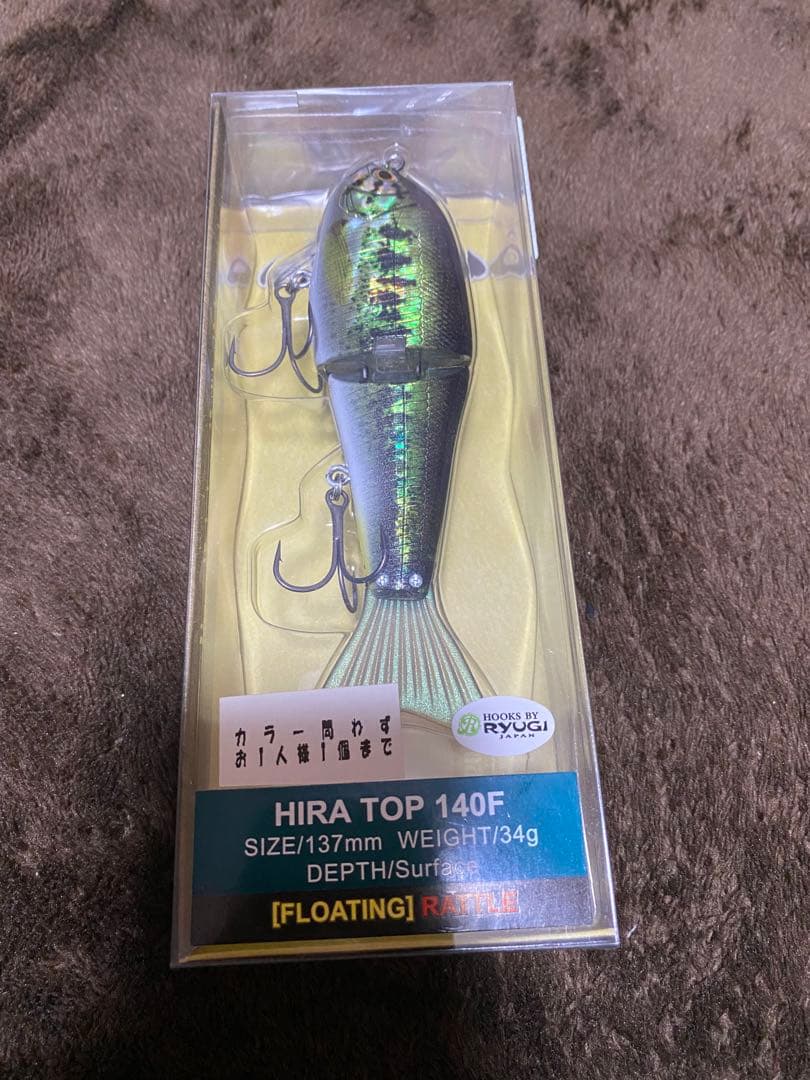 カラー問わず
お1人様1個まで
HOOKS BY
RYUGI
JAPAN
HIRA TOP 140F
SIZE/137mm WEIGHT/34g
DEPTH/Surface
[FLOATING] RATTLE